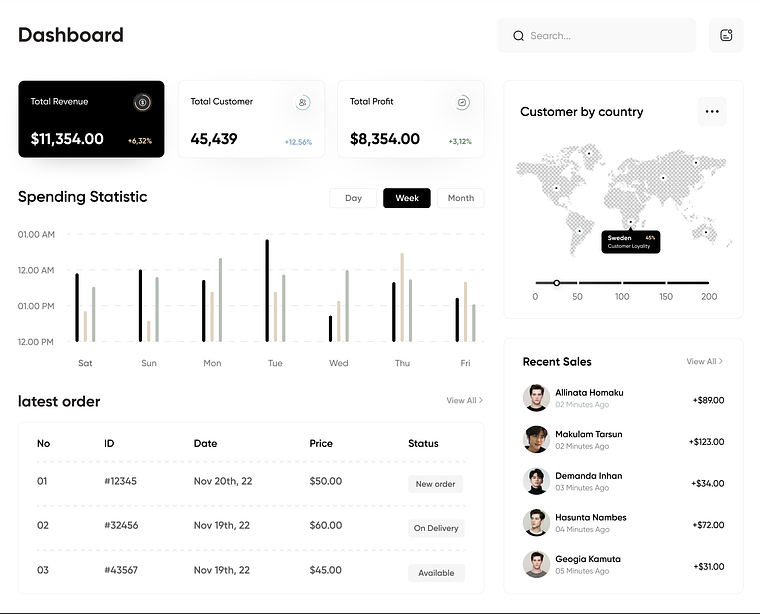 Dashboard
Search...
Total Revenue
$11,354.00
+6,32%
Total Customer
45,439
+12.56%
Total Profit
$8,354.00
+3,12%
Spending Statistic
Day
Week
Month
01.00 AM
12.00 AM
01.00 PM
12.00 PM
Sat Sun Mon Tue Wed Thu Fri
Customer by country
Sweden 45%
Customer Loyality
0 50 100 150 200
latest order
View All
No ID Date Price Status
01 #12345 Nov 20th, 22 $50.00 New order
02 #32456 Nov 19th, 22 $60.00 On Delivery
03 #43567 Nov 19th, 22 $45.00 Available
Recent Sales
View All
Allinata Homaku
02 Minutes Ago
+$89.00
Makulam Tarsun
02 Minutes Ago
+$123.00
Demanda Inhan
03 Minutes Ago
+$34.00
Hasunta Nambes
04 Minutes Ago
+$72.00
Geogia Kamuta
05 Minutes Ago
+$31.00